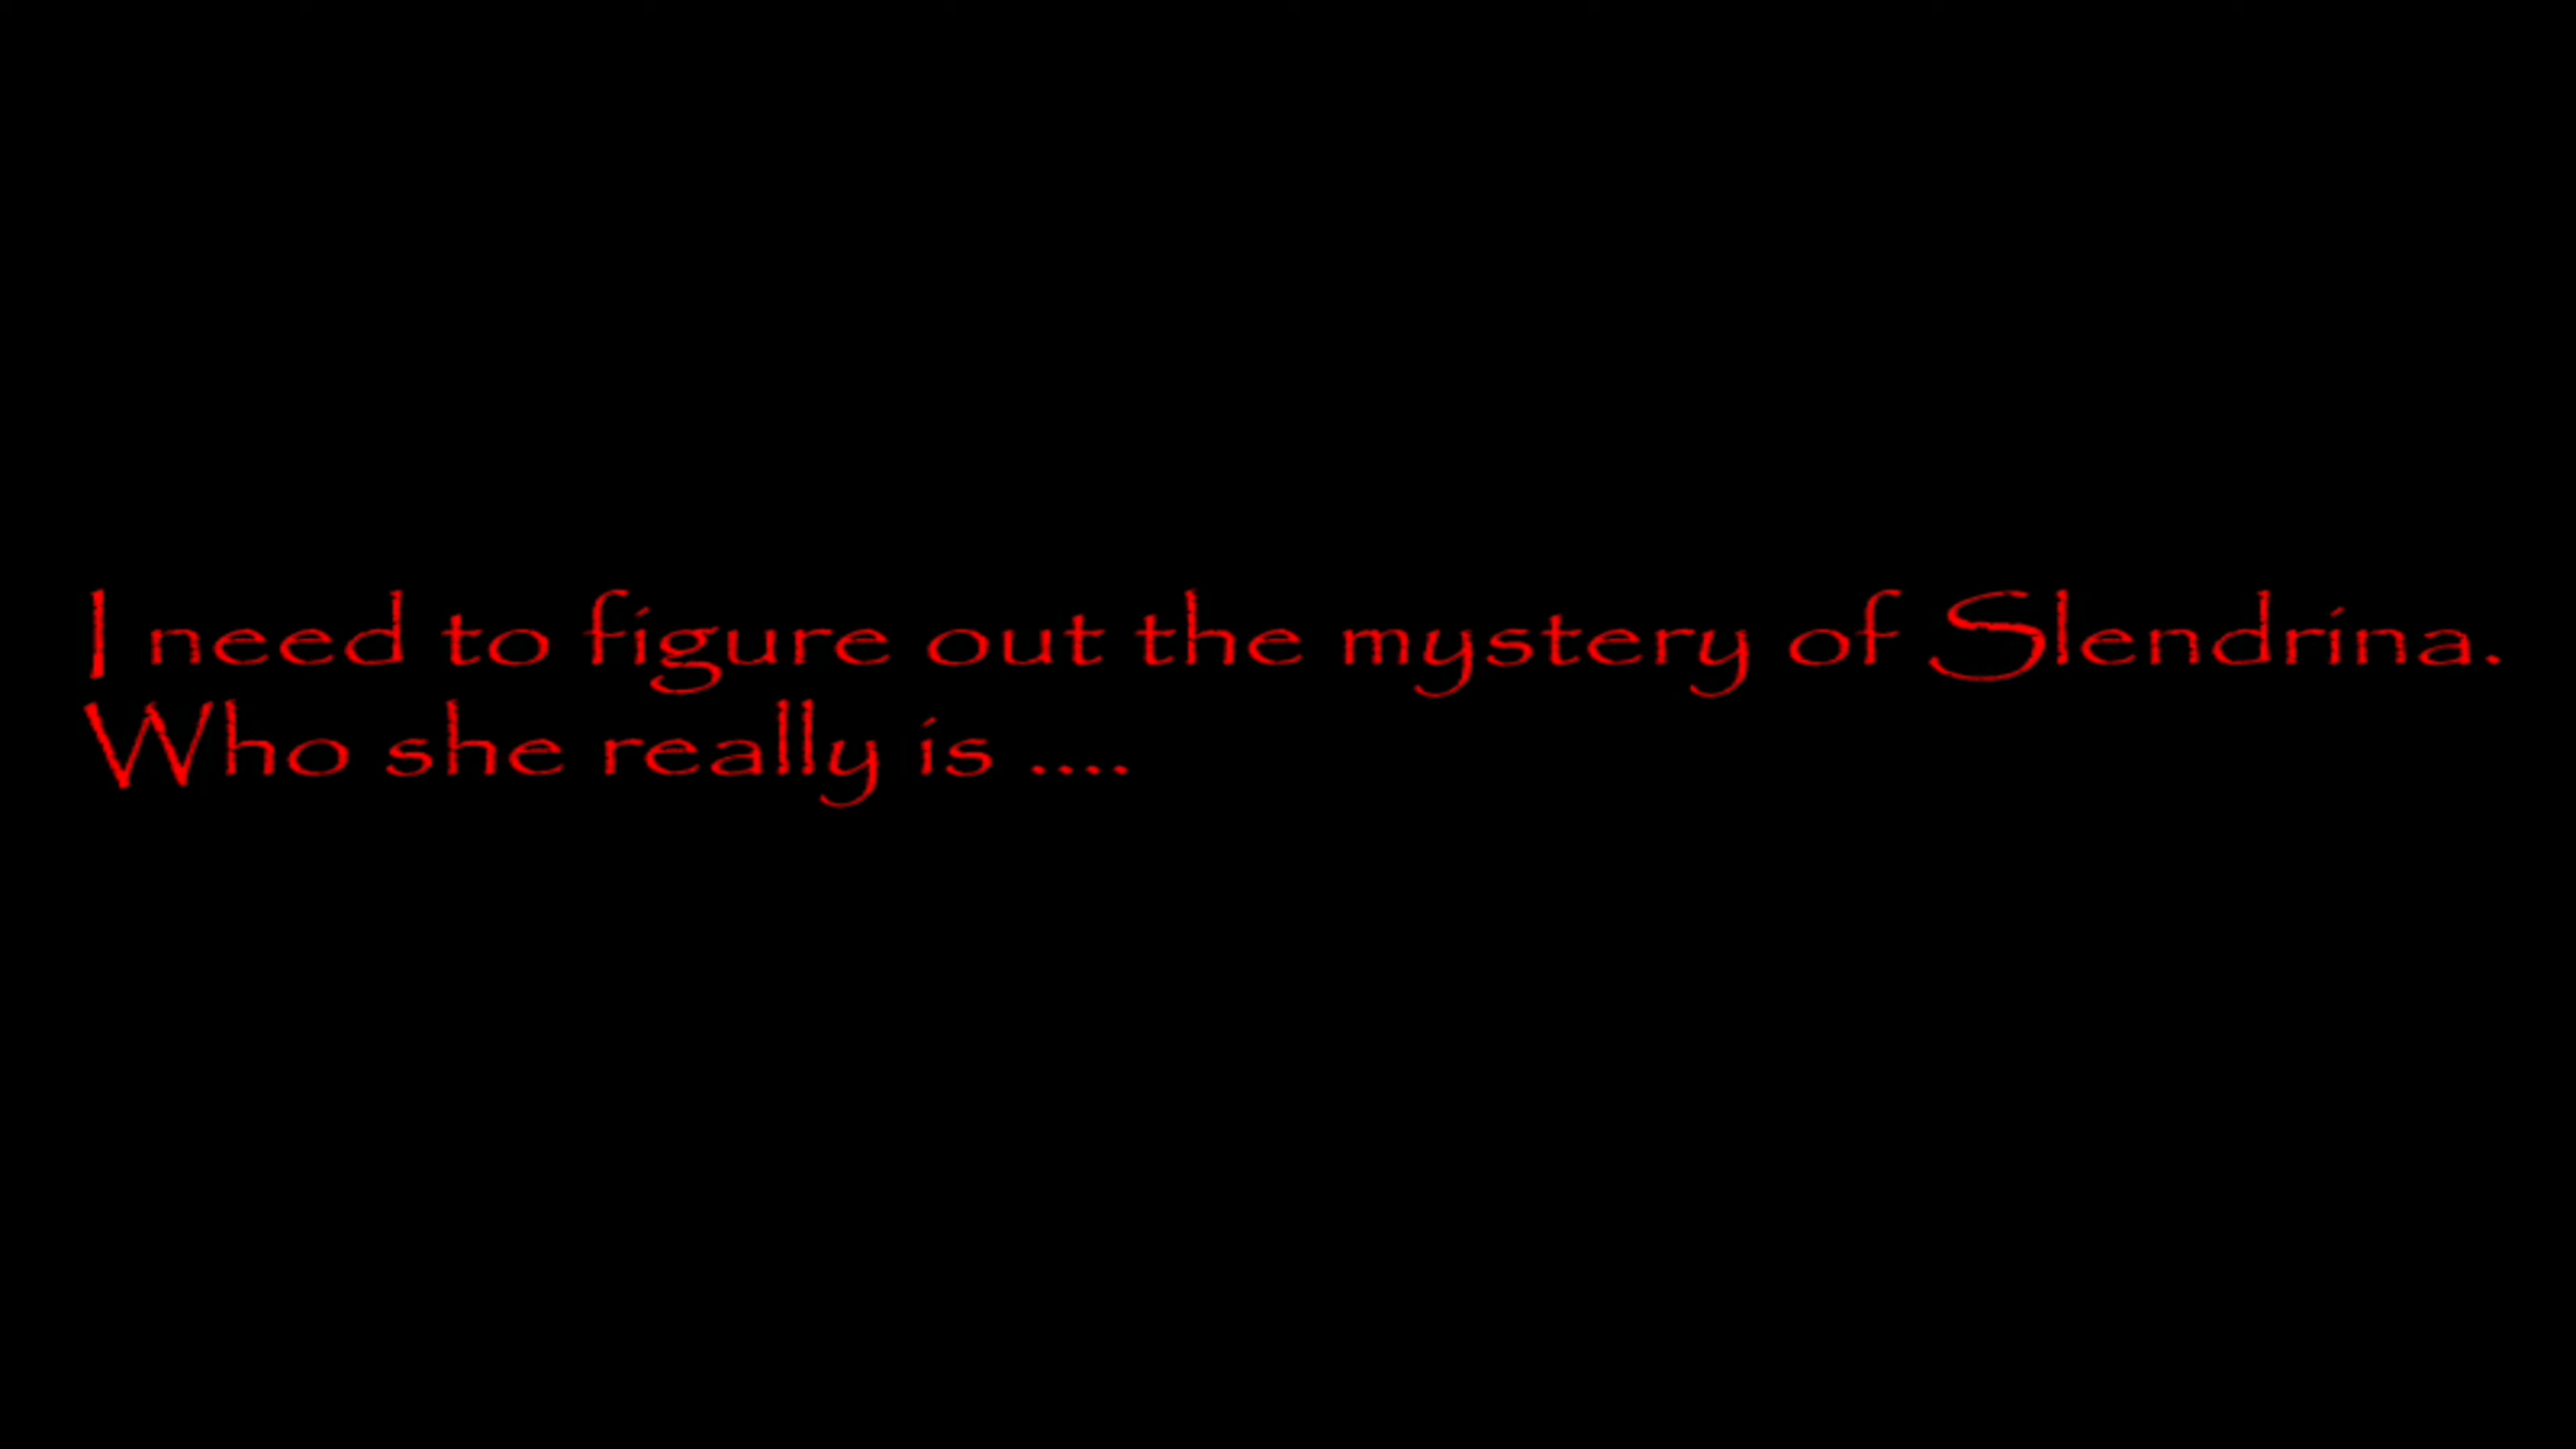 I need to figure out the mystery of Slendrina.
Who she really is ....